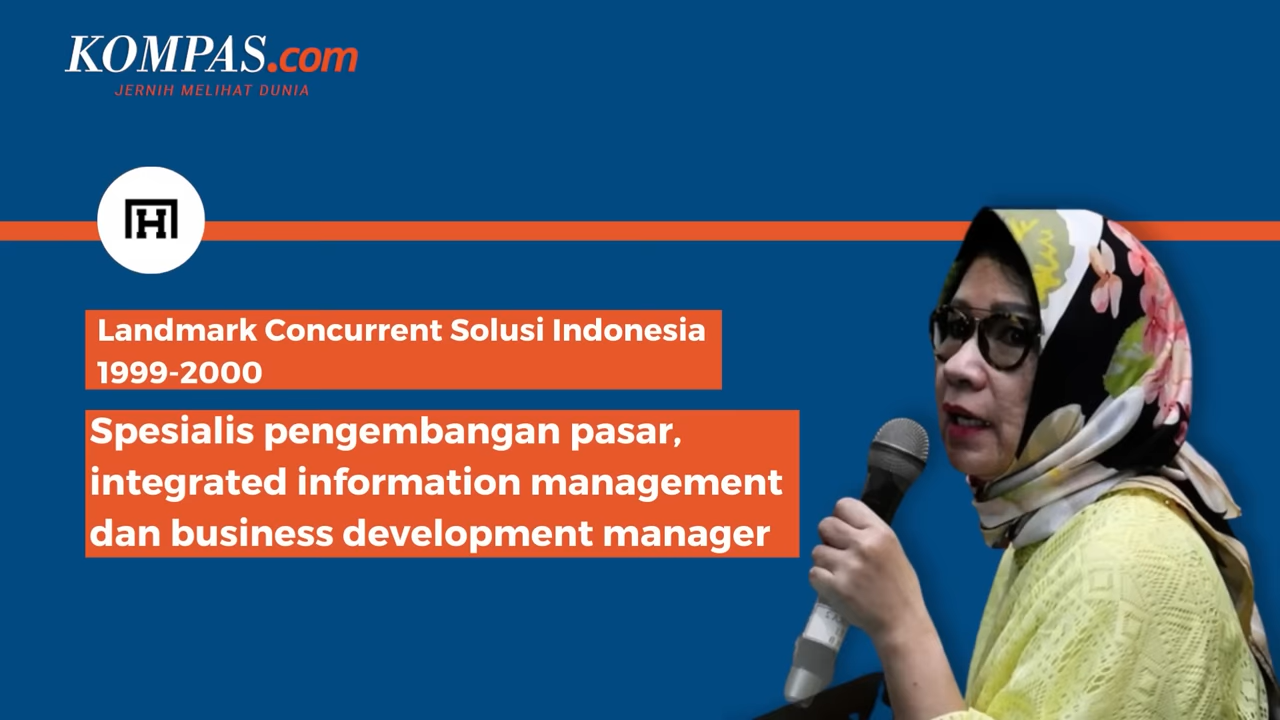 KOMPAS.com
JERNIH MELIHAT DUNIA
H
Landmark Concurrent Solusi Indonesia
1999-2000
Spesialis pengembangan pasar,
integrated information management
dan business development manager